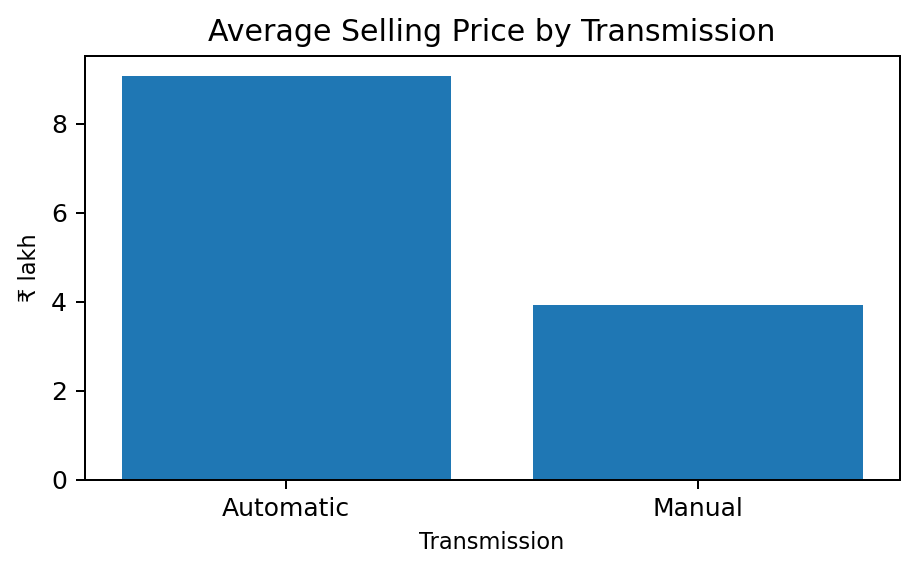 Average Selling Price by Transmission
₹ lakh
8
6
4
2
0
Automatic Manual
Transmission